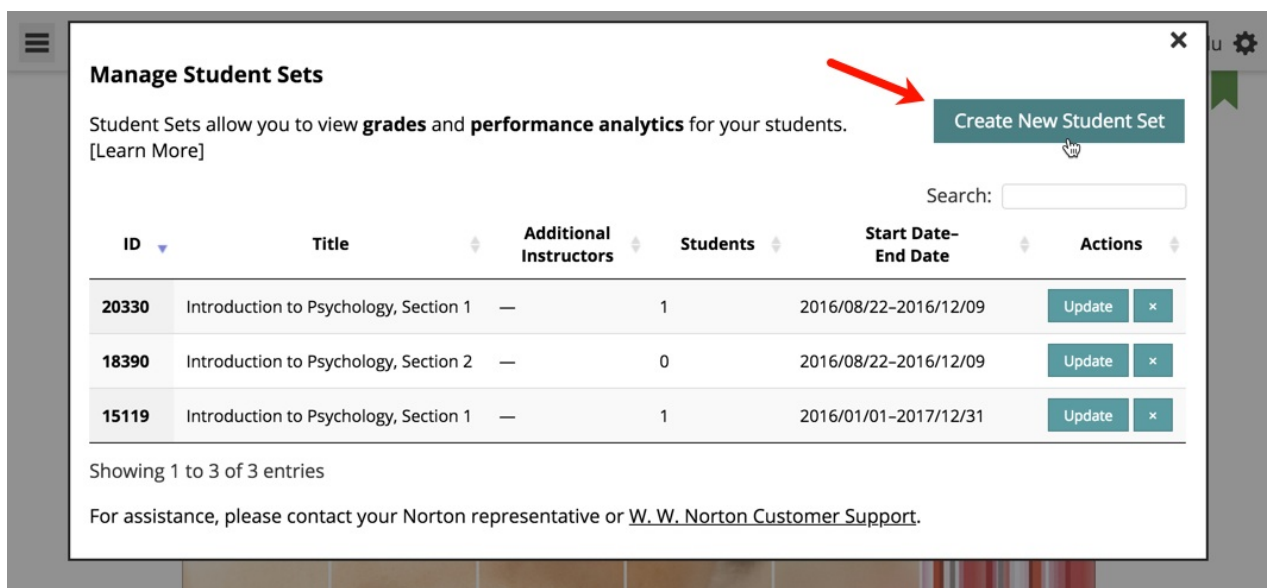 lu
Manage Student Sets
Student Sets allow you to view grades and performance analytics for your students.
[Learn More]
Create New Student Set
Search:
ID Title Additional Instructors Students Start Date–End Date Actions
20330 Introduction to Psychology, Section 1 — 1 2016/08/22–2016/12/09 Update ×
18390 Introduction to Psychology, Section 2 — 0 2016/08/22–2016/12/09 Update ×
15119 Introduction to Psychology, Section 1 — 1 2016/01/01–2017/12/31 Update ×
Showing 1 to 3 of 3 entries
For assistance, please contact your Norton representative or W. W. Norton Customer Support.